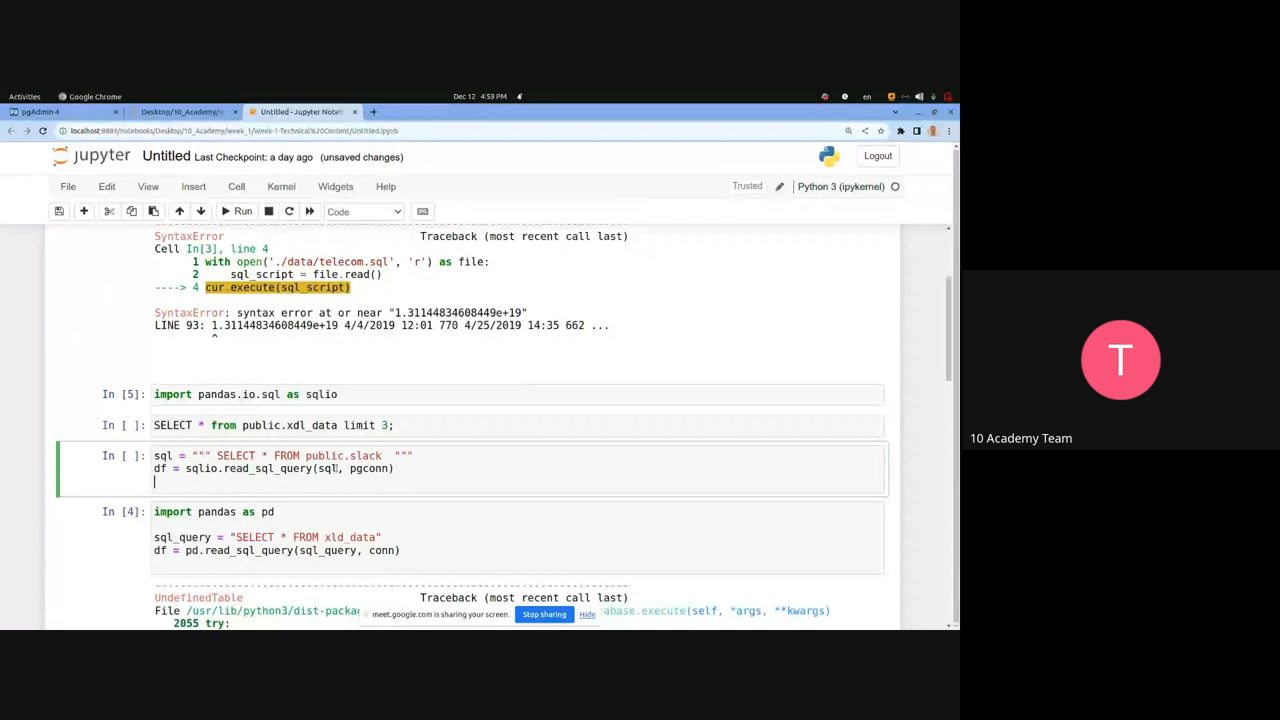 Activities Google Chrome Dec 12 4:59 PM en
pgAdmin 4 Desktop/10_Academy/w Untitled - Jupyter Noteb
localhost:8889/notebooks/Desktop/10_Academy/week_1/Week-1-Technical%20Content/Untitled.ipynb
jupyter Untitled Last Checkpoint: a day ago (unsaved changes) Logout
File Edit View Insert Cell Kernel Widgets Help Trusted Python 3 (ipykernel)
Run Code
SyntaxError Traceback (most recent call last)
Cell In[3], line 4
1 with open('./data/telecom.sql', 'r') as file:
2 sql_script = file.read()
----> 4 cur.execute(sql_script)
SyntaxError: syntax error at or near "1.31144834608449e+19"
LINE 93: 1.31144834608449e+19 4/4/2019 12:01 770 4/25/2019 14:35 662 ...
^
In [5]: import pandas.io.sql as sqlio
In [ ]: SELECT * from public.xdl_data limit 3;
In [ ]: sql = """ SELECT * FROM public.slack """
df = sqlio.read_sql_query(sql, pgconn)
In [4]: import pandas as pd
sql_query = "SELECT * FROM xld_data"
df = pd.read_sql_query(sql_query, conn)
UndefinedTable Traceback (most recent call last)
File /usr/lib/python3/dist-packa abase.execute(self, *args, **kwargs)
2055 try:
meet.google.com is sharing your screen. Stop sharing Hide
T
10 Academy Team